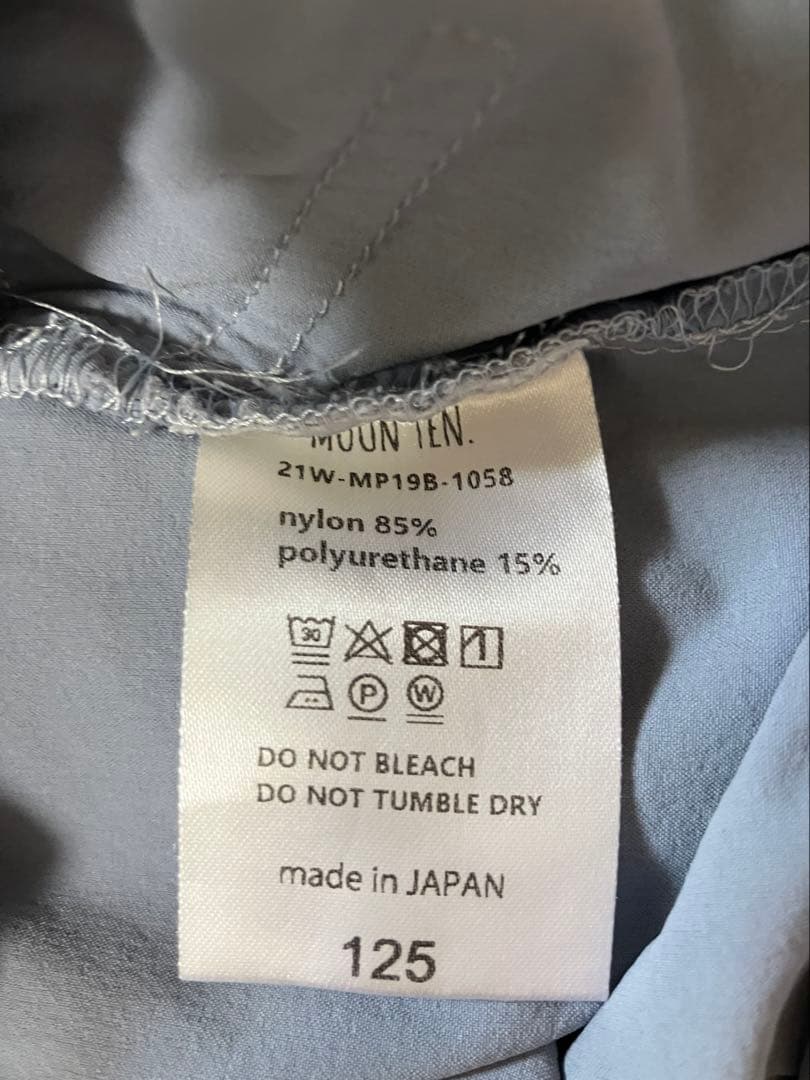 MOUN TEN.
21W-MP19B-1058
nylon 85%
polyurethane 15%
30
P W
DO NOT BLEACH
DO NOT TUMBLE DRY
made in JAPAN
125